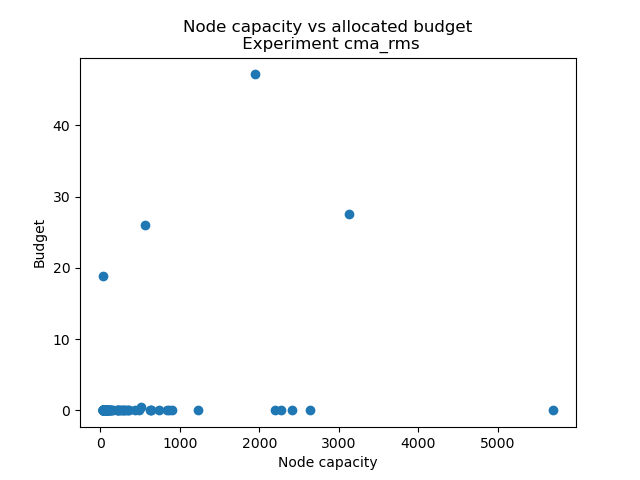 Node capacity vs allocated budget
Experiment cma_rms
Budget
40
30
20
10
0
0 1000 2000 3000 4000 5000
Node capacity